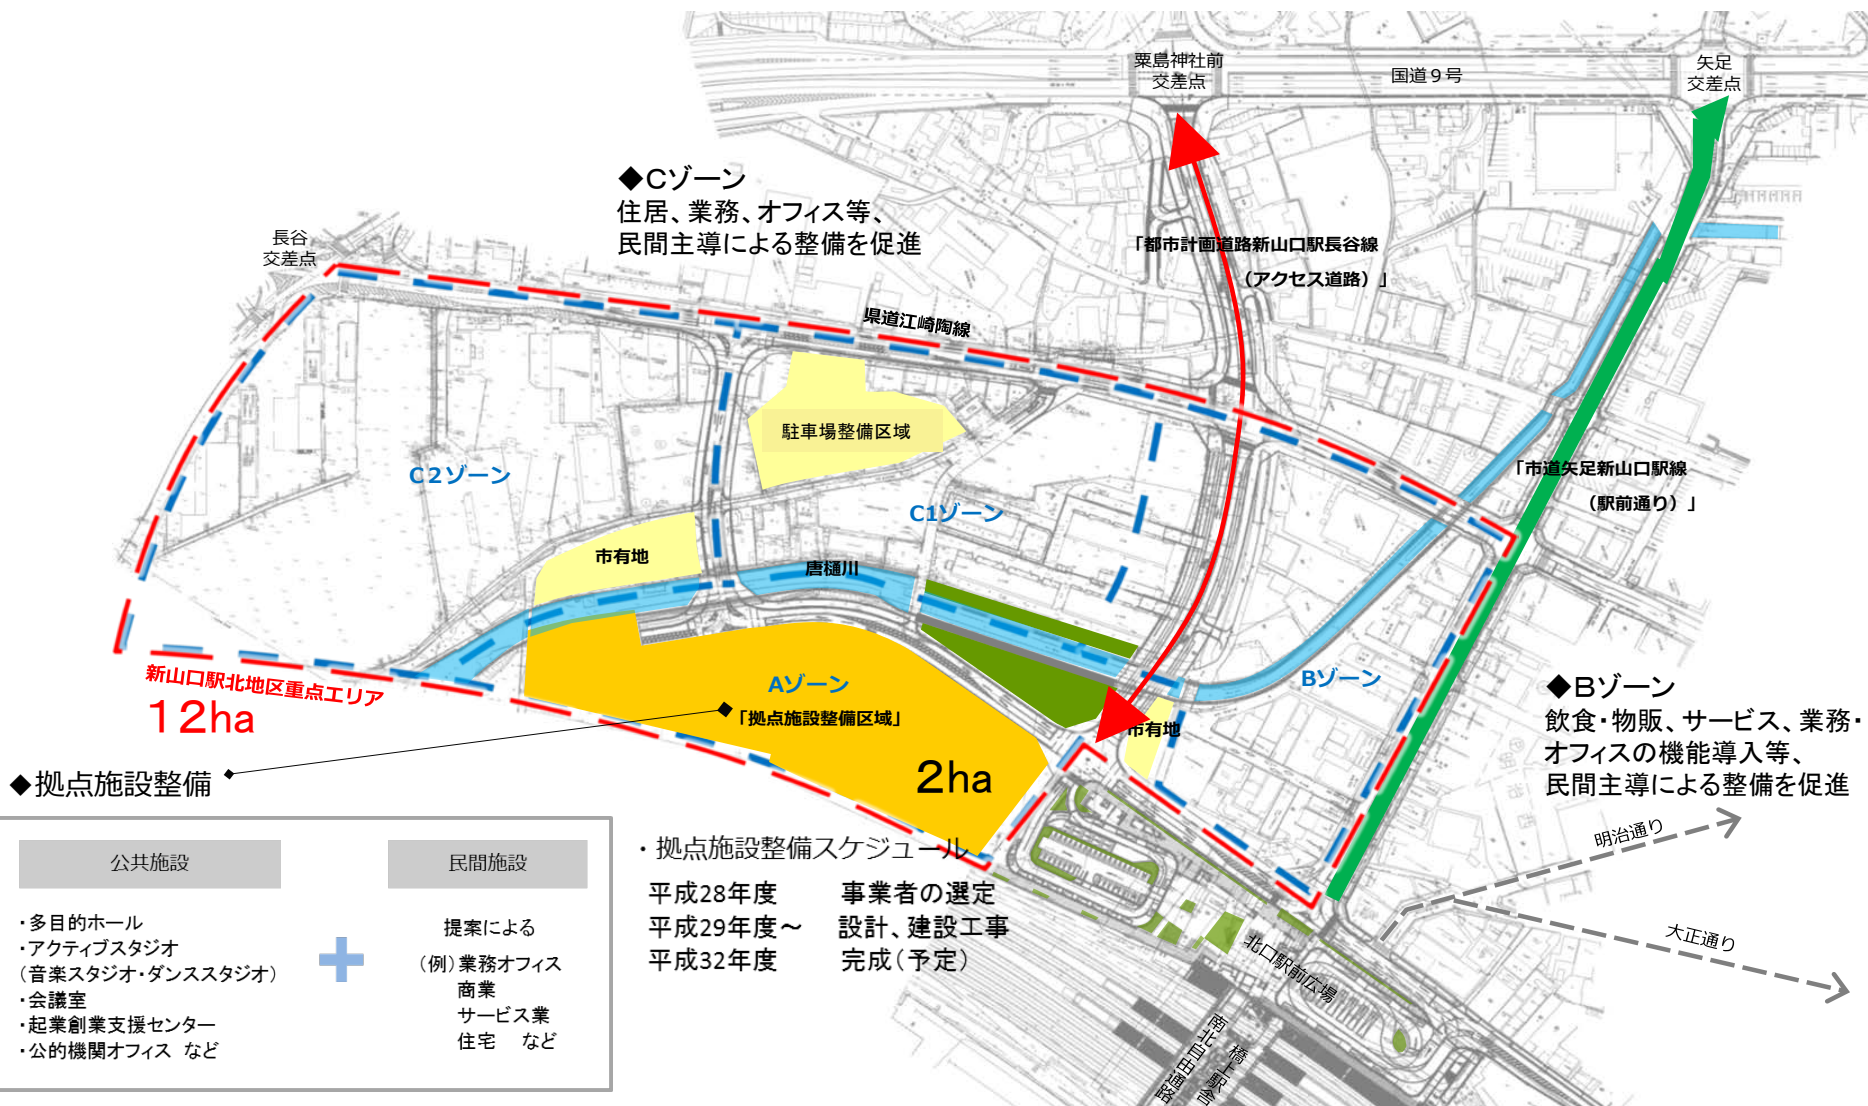 粟島神社前
交差点
国道９号
矢足
交差点
◆Cゾーン
住居、業務、オフィス等、
民間主導による整備を促進
長谷
交差点
「都市計画道路新山口駅長谷線
（アクセス道路）」
県道江崎陶線
駐車場整備区域
C２ゾーン
C1ゾーン
「市道矢足新山口駅線
（駅前通り）」
市有地
唐樋川
新山口駅北地区重点エリア
12ha
Aゾーン
「拠点施設整備区域」
2ha
Bゾーン
市有地
◆Bゾーン
飲食・物販、サービス、業務・
オフィスの機能導入等、
民間主導による整備を促進
明治通り
大正通り
◆拠点施設整備
公共施設
・多目的ホール
・アクティブスタジオ
（音楽スタジオ・ダンススタジオ）
・会議室
・起業創業支援センター
・公的機関オフィス など
民間施設
提案による
（例）業務オフィス
商業
サービス業
住宅 など
・拠点施設整備スケジュール
平成28年度 事業者の選定
平成29年度～ 設計、建設工事
平成32年度 完成（予定）
北口駅前広場
南北自由通路
橋上駅舎